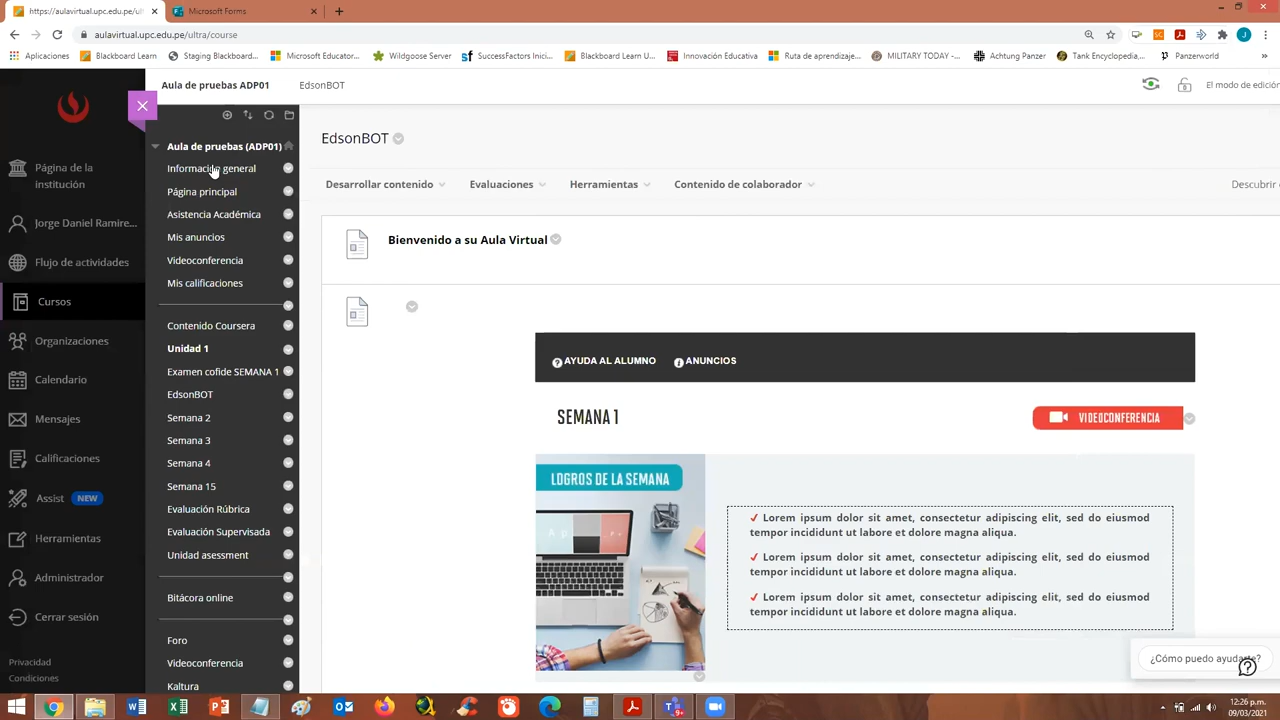 https://aulavirtual.upc.edu.pe/ul
Microsoft Forms
aulavirtual.upc.edu.pe/ultra/course
Aplicaciones
Blackboard Learn
Staging Blackboard...
Microsoft Educator...
Wildgoose Server
SuccessFactors Inici...
Blackboard Learn U...
Innovación Educativa
Ruta de aprendizaje...
MILITARY TODAY -...
Achtung Panzer
Tank Encyclopedia,...
Panzerworld
»
Aula de pruebas ADP01
EdsonBOT
El modo de edición
Página de la
institución
Jorge Daniel Ramire...
Flujo de actividades
Cursos
Organizaciones
Calendario
Mensajes
Calificaciones
Assist NEW
Herramientas
Administrador
Cerrar sesión
Privacidad
Condiciones
Aula de pruebas (ADP01)
Información general
Página principal
Asistencia Académica
Mis anuncios
Videoconferencia
Mis calificaciones
Contenido Coursera
Unidad 1
Examen cofide SEMANA 1
EdsonBOT
Semana 2
Semana 3
Semana 4
Semana 15
Evaluación Rúbrica
Evaluación Supervisada
Unidad asessment
Bitácora online
Foro
Videoconferencia
Kaltura
EdsonBOT
Desarrollar contenido
Evaluaciones
Herramientas
Contenido de colaborador
Descubrir
Bienvenido a su Aula Virtual
AYUDA AL ALUMNO
ANUNCIOS
SEMANA 1
VIDEOCONFERENCIA
LOGROS DE LA SEMANA
✓ Lorem ipsum dolor sit amet, consectetur adipiscing elit, sed do eiusmod
tempor incididunt ut labore et dolore magna aliqua.
✓ Lorem ipsum dolor sit amet, consectetur adipiscing elit, sed do eiusmod
tempor incididunt ut labore et dolore magna aliqua.
✓ Lorem ipsum dolor sit amet, consectetur adipiscing elit, sed do eiusmod
tempor incididunt ut labore et dolore magna aliqua.
¿Cómo puedo ayudarte?
12:26 p.m.
09/03/2021